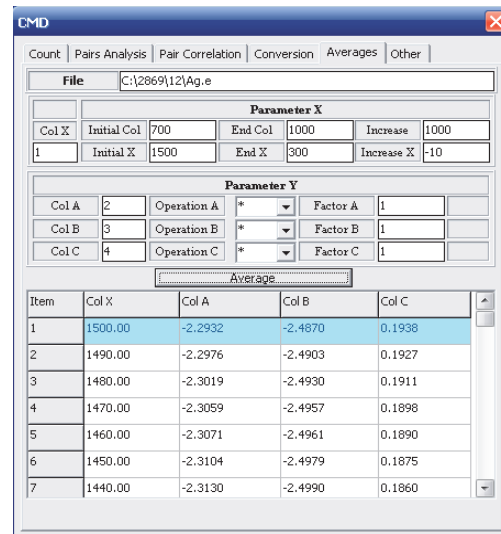 CMD
Count Pairs Analysis Pair Correlation Conversion Averages Other
File C:\2869\12\Ag.e
Parameter X
Col X Initial Col 700 End Col 1000 Increase 1000
1 Initial X 1500 End X 300 Increase X -10
Parameter Y
Col A 2 Operation A * Factor A 1
Col B 3 Operation B * Factor B 1
Col C 4 Operation C * Factor C 1
Average
Item Col X Col A Col B Col C
1 1500.00 -2.2932 -2.4870 0.1938
2 1490.00 -2.2976 -2.4903 0.1927
3 1480.00 -2.3019 -2.4930 0.1911
4 1470.00 -2.3059 -2.4957 0.1898
5 1460.00 -2.3071 -2.4961 0.1890
6 1450.00 -2.3104 -2.4979 0.1875
7 1440.00 -2.3130 -2.4990 0.1860